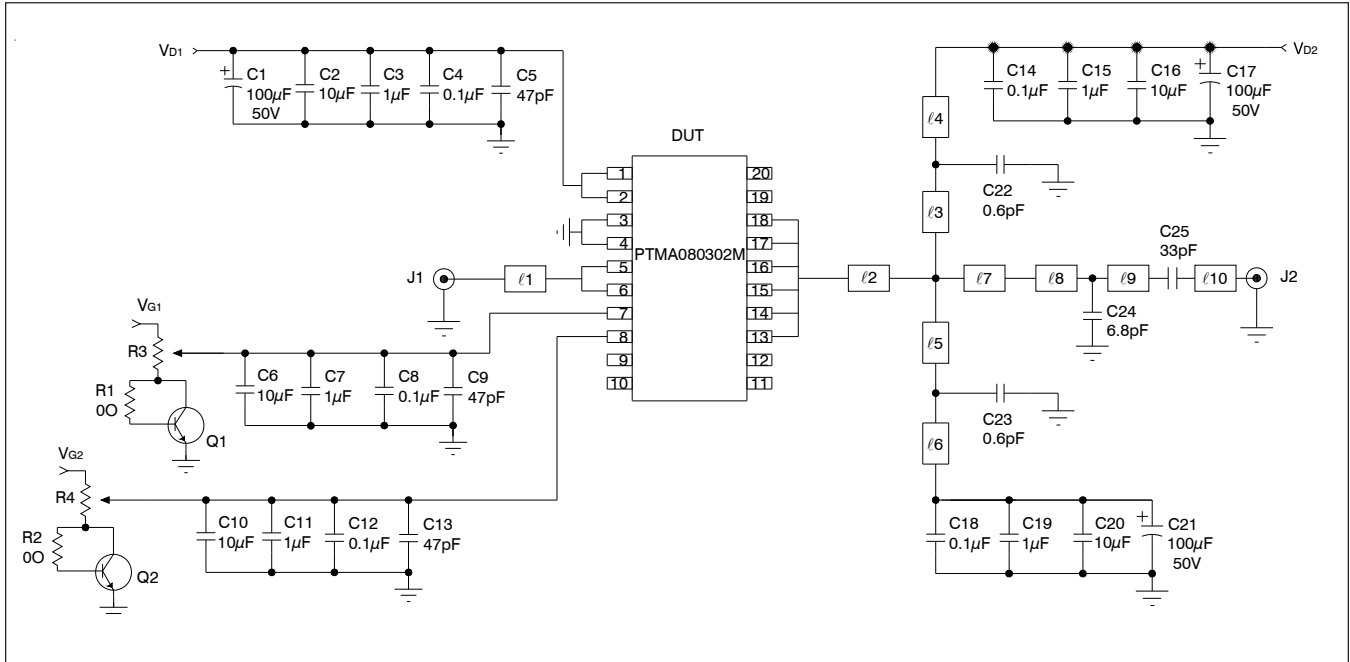 VD1
C1
100µF
50V
C2
10µF
C3
1µF
C4
0.1µF
C5
47pF
DUT
PTMA080302M
1
2
3
4
5
6
7
8
9
10
20
19
18
17
16
15
14
13
12
11
J1
ℓ1
VG1
R3
R1
0O
Q1
C6
10µF
C7
1µF
C8
0.1µF
C9
47pF
VG2
R4
R2
0O
Q2
C10
10µF
C11
1µF
C12
0.1µF
C13
47pF
VD2
C14
0.1µF
C15
1µF
C16
10µF
C17
100µF
50V
ℓ4
C22
0.6pF
ℓ3
ℓ2
ℓ7
ℓ8
ℓ9
C25
33pF
ℓ10
J2
C24
6.8pF
ℓ5
C23
0.6pF
ℓ6
C18
0.1µF
C19
1µF
C20
10µF
C21
100µF
50V
+
+
+